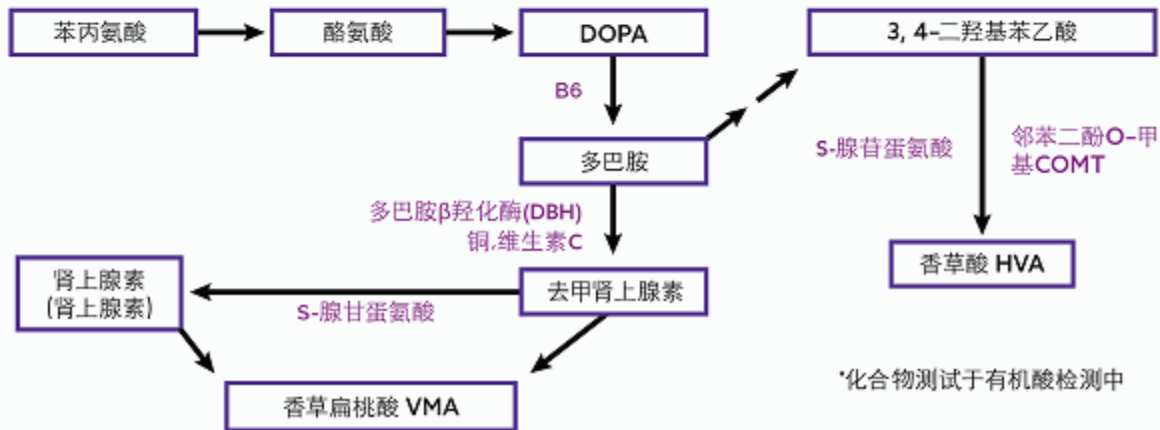 苯丙氨酸
酪氨酸
DOPA
3, 4-二羟基苯乙酸
B6
多巴胺
S-腺苷蛋氨酸
邻苯二酚O-甲
基COMT
多巴胺β羟化酶(DBH)
铜,维生素C
香草酸 HVA
肾上腺素
(肾上腺素)
S-腺甘蛋氨酸
去甲肾上腺素
香草扁桃酸 VMA
*化合物测试于有机酸检测中